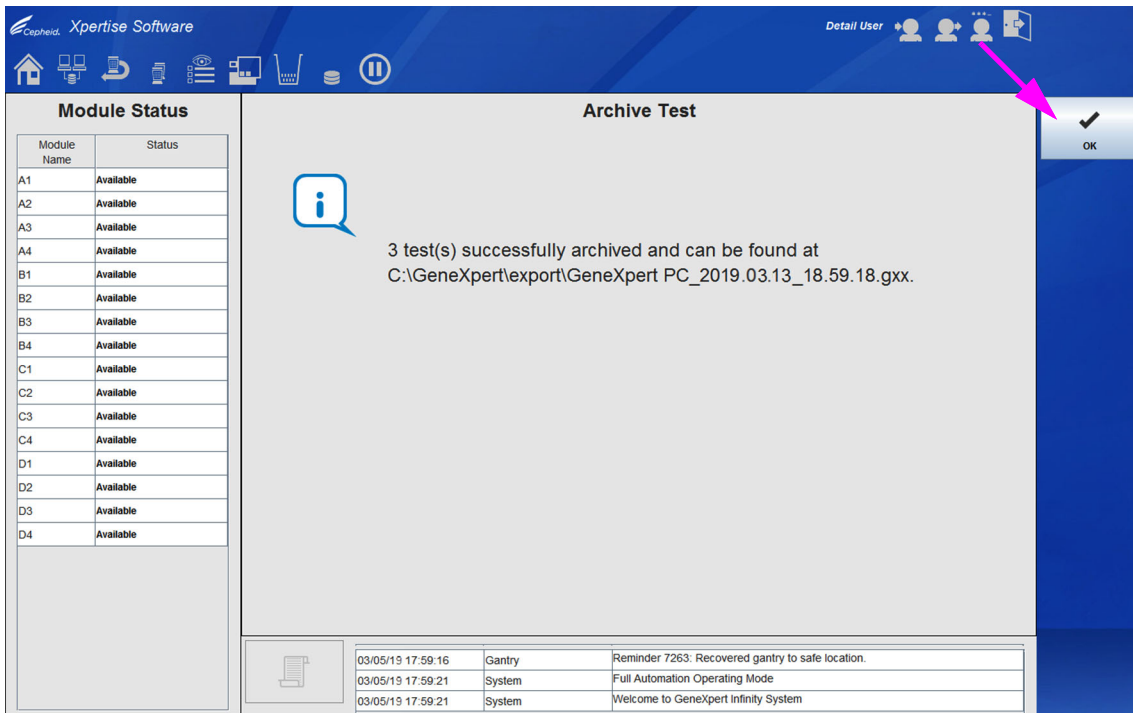 Cepheid. Xpertise Software
Detail User
Module Status
Archive Test
OK
Module Name Status
A1 Available
A2 Available
A3 Available
A4 Available
B1 Available
B2 Available
B3 Available
B4 Available
C1 Available
C2 Available
C3 Available
C4 Available
D1 Available
D2 Available
D3 Available
D4 Available
i
3 test(s) successfully archived and can be found at
C:\GeneXpert\export\GeneXpert PC_2019.03.13_18.59.18.gxx.
03/05/19 17:59:16 Gantry Reminder 7263: Recovered gantry to safe location.
03/05/19 17:59:21 System Full Automation Operating Mode
03/05/19 17:59:21 System Welcome to GeneXpert Infinity System